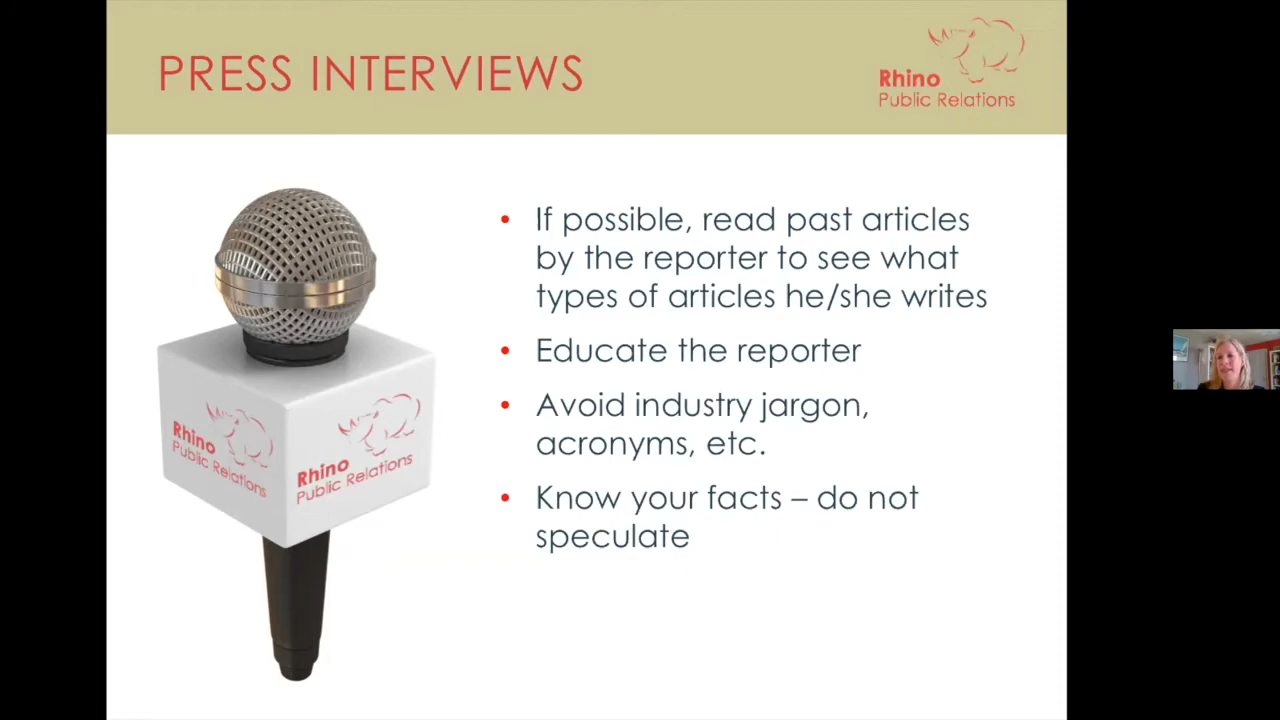 PRESS INTERVIEWS
Rhino
Public Relations
• If possible, read past articles
by the reporter to see what
types of articles he/she writes
• Educate the reporter
• Avoid industry jargon,
acronyms, etc.
• Know your facts – do not
speculate
Rhino
Public Relations
Rhino
Public Relations